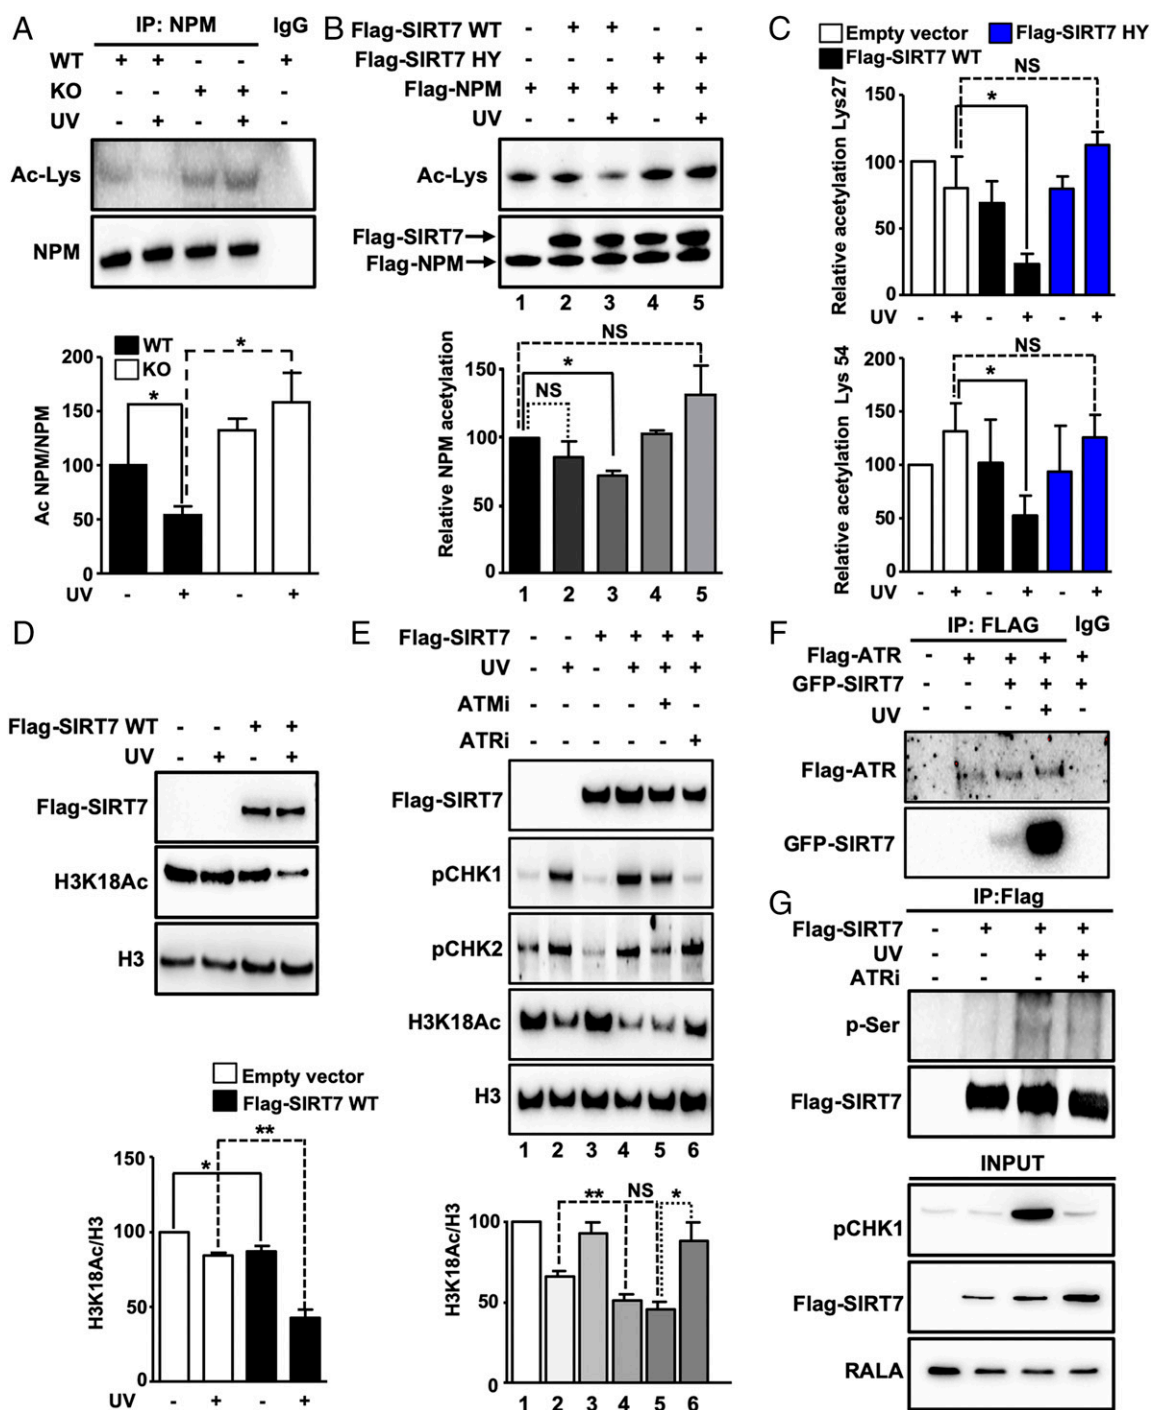 A
IP: NPM
IgG
WT + + - - +
KO - - + + -
UV - + - + -
Ac-Lys
NPM
WT
KO
*
*
Ac NPM/NPM
200
150
100
50
0
UV - + - +
B
Flag-SIRT7 WT - + + - -
Flag-SIRT7 HY - - - + +
Flag-NPM + + + + +
UV - - + - +
Ac-Lys
Flag-SIRT7
Flag-NPM
1 2 3 4 5
NS
*
NS
Relative NPM acetylation
150
100
50
0
1 2 3 4 5
C
Empty vector
Flag-SIRT7 HY
Flag-SIRT7 WT
NS
*
Relative acetylation Lys27
150
100
50
0
UV - + - + - +
NS
*
Relative acetylation Lys 54
200
150
100
50
0
UV - + - + - +
D
Flag-SIRT7 WT - - + +
UV - + - +
Flag-SIRT7
H3K18Ac
H3
Empty vector
Flag-SIRT7 WT
**
*
H3K18Ac/H3
150
100
50
0
UV - + - +
E
Flag-SIRT7 - - + + + +
UV - + - + + +
ATMi - - - - + -
ATRi - - - - - +
Flag-SIRT7
pCHK1
pCHK2
H3K18Ac
H3
1 2 3 4 5 6
** NS *
H3K18Ac/H3
100
50
0
1 2 3 4 5 6
F
IP: FLAG
IgG
Flag-ATR - + + + +
GFP-SIRT7 - - + + +
UV - - - + -
Flag-ATR
GFP-SIRT7
G
IP:Flag
Flag-SIRT7 - + + +
UV - - + +
ATRi - - - +
p-Ser
Flag-SIRT7
INPUT
pCHK1
Flag-SIRT7
RALA